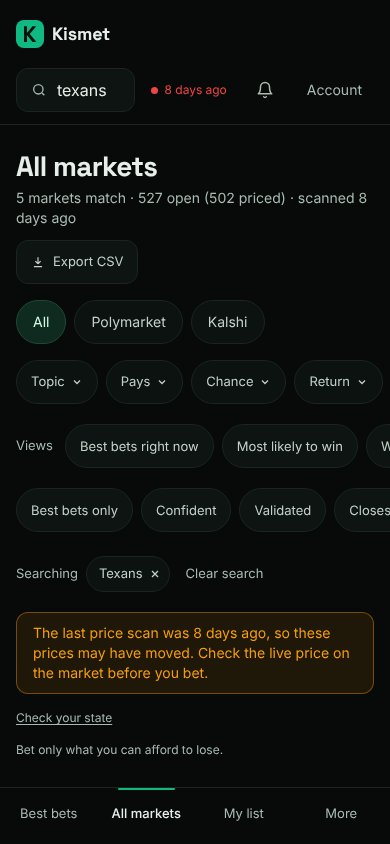 Kismet
texans
8 days ago
Account
All markets
5 markets match · 527 open (502 priced) · scanned 8
days ago
Export CSV
All
Polymarket
Kalshi
Topic
Pays
Chance
Return
Views
Best bets right now
Most likely to win
W
Best bets only
Confident
Validated
Closes
Searching
Texans ×
Clear search
The last price scan was 8 days ago, so these
prices may have moved. Check the live price on
the market before you bet.
Check your state
Bet only what you can afford to lose.
Best bets
All markets
My list
More